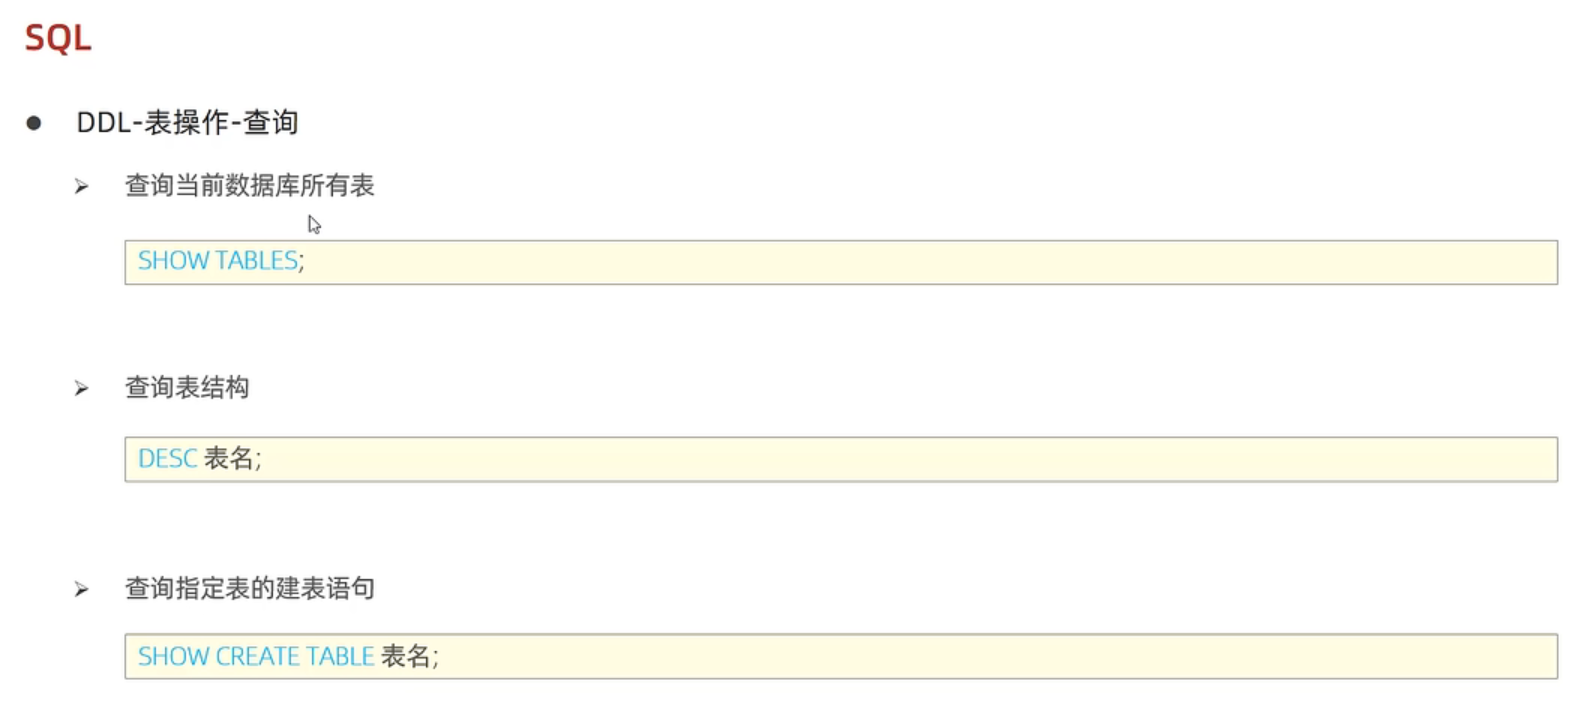 SQL
DDL-表操作-查询
查询当前数据库所有表
SHOW TABLES;
查询表结构
DESC 表名;
查询指定表的建表语句
SHOW CREATE TABLE 表名;